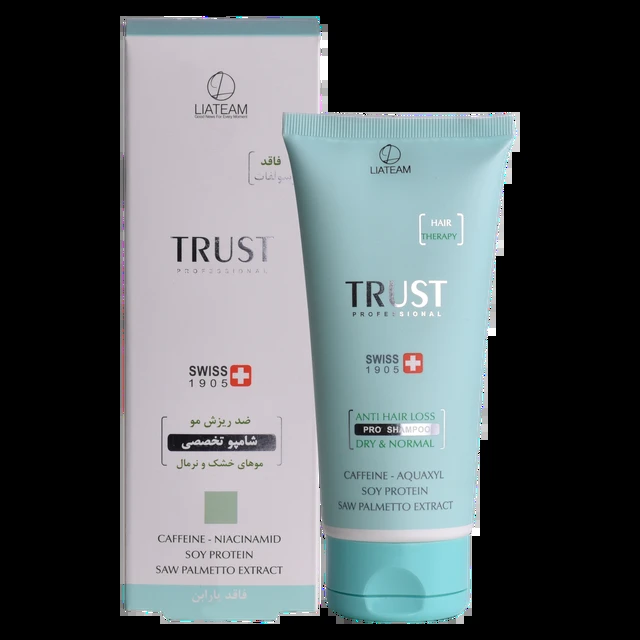 LIATEAM
Good News For Every Moment
فاقد
سولفات
TRUST
PROFESSIONAL
SWISS
1905
ضد ریزش مو
شامپو تخصصی
موهای خشک و نرمال
CAFFEINE - NIACINAMID
SOY PROTEIN
SAW PALMETTO EXTRACT
فاقد پارابن
LIATEAM
HAIR
THERAPY
TRUST
PROFESSIONAL
SWISS
1905
ANTI HAIR LOSS
PRO SHAMPOO
DRY & NORMAL
CAFFEINE - AQUAXYL
SOY PROTEIN
SAW PALMETTO EXTRACT